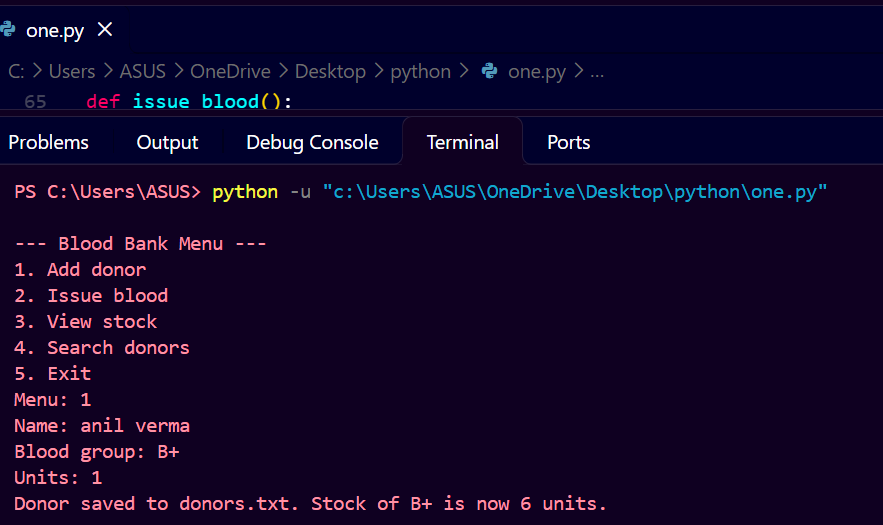 one.py
C: > Users > ASUS > OneDrive > Desktop > python > one.py > ...
65 def issue_blood():
Problems Output Debug Console Terminal Ports
PS C:\Users\ASUS> python -u "c:\Users\ASUS\OneDrive\Desktop\python\one.py"
--- Blood Bank Menu ---
1. Add donor
2. Issue blood
3. View stock
4. Search donors
5. Exit
Menu: 1
Name: anil verma
Blood group: B+
Units: 1
Donor saved to donors.txt. Stock of B+ is now 6 units.